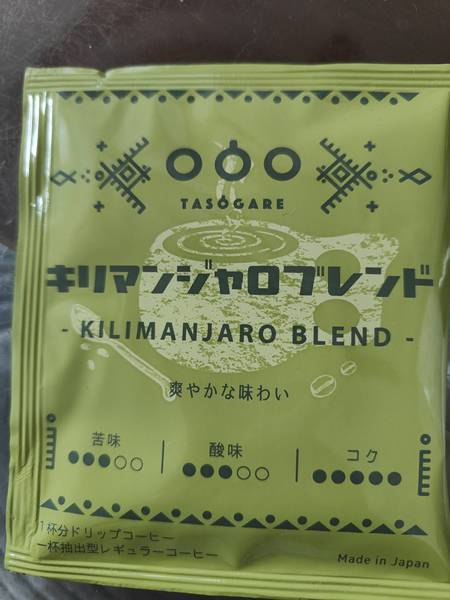 TASOGARE
キリマンジャロブレンド
- KILIMANJARO BLEND -
爽やかな味わい
苦味 酸味 コク
1杯分ドリップコーヒー
一杯抽出型レギュラーコーヒー
Made in Japan